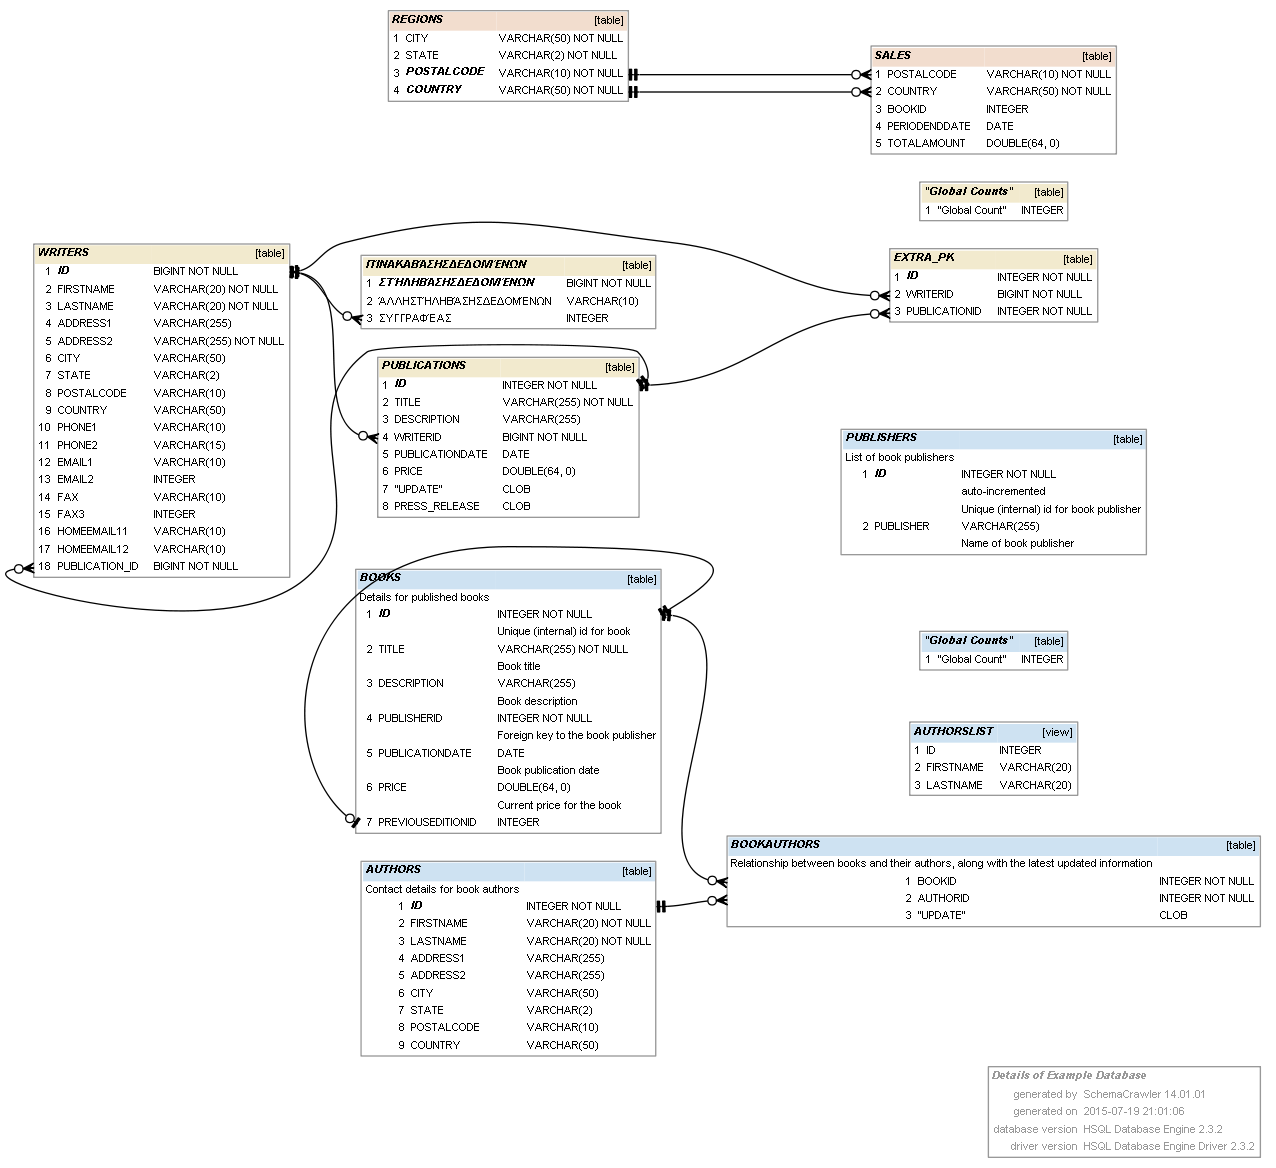 REGIONS [table]
1 CITY VARCHAR(50) NOT NULL
2 STATE VARCHAR(2) NOT NULL
3 POSTALCODE VARCHAR(10) NOT NULL
4 COUNTRY VARCHAR(50) NOT NULL
SALES [table]
1 POSTALCODE VARCHAR(10) NOT NULL
2 COUNTRY VARCHAR(50) NOT NULL
3 BOOKID INTEGER
4 PERIODENDDATE DATE
5 TOTALAMOUNT DOUBLE(64, 0)
"Global Counts" [table]
1 "Global Count" INTEGER
WRITERS [table]
1 ID BIGINT NOT NULL
2 FIRSTNAME VARCHAR(20) NOT NULL
3 LASTNAME VARCHAR(20) NOT NULL
4 ADDRESS1 VARCHAR(255)
5 ADDRESS2 VARCHAR(255) NOT NULL
6 CITY VARCHAR(50)
7 STATE VARCHAR(2)
8 POSTALCODE VARCHAR(10)
9 COUNTRY VARCHAR(50)
10 PHONE1 VARCHAR(10)
11 PHONE2 VARCHAR(15)
12 EMAIL1 VARCHAR(10)
13 EMAIL2 INTEGER
14 FAX VARCHAR(10)
15 FAX3 INTEGER
16 HOMEEMAIL11 VARCHAR(10)
17 HOMEEMAIL12 VARCHAR(10)
18 PUBLICATION_ID BIGINT NOT NULL
ΠΊΝΑΚΑΒΆΣΗΣΔΕΔΟΜΈΝΩΝ [table]
1 ΣΤΉΛΗΒΆΣΗΣΔΕΔΟΜΈΝΩΝ BIGINT NOT NULL
2 ΆΛΛΗΣΤΉΛΗΒΆΣΗΣΔΕΔΟΜΈΝΩΝ VARCHAR(10)
3 ΣΥΓΓΡΑΦΈΑΣ INTEGER
EXTRA_PK [table]
1 ID INTEGER NOT NULL
2 WRITERID BIGINT NOT NULL
3 PUBLICATIONID INTEGER NOT NULL
PUBLICATIONS [table]
1 ID INTEGER NOT NULL
2 TITLE VARCHAR(255) NOT NULL
3 DESCRIPTION VARCHAR(255)
4 WRITERID BIGINT NOT NULL
5 PUBLICATIONDATE DATE
6 PRICE DOUBLE(64, 0)
7 "UPDATE" CLOB
8 PRESS_RELEASE CLOB
PUBLISHERS [table]
List of book publishers
1 ID INTEGER NOT NULL
auto-incremented
Unique (internal) id for book publisher
2 PUBLISHER VARCHAR(255)
Name of book publisher
BOOKS [table]
Details for published books
1 ID INTEGER NOT NULL
Unique (internal) id for book
2 TITLE VARCHAR(255) NOT NULL
Book title
3 DESCRIPTION VARCHAR(255)
Book description
4 PUBLISHERID INTEGER NOT NULL
Foreign key to the book publisher
5 PUBLICATIONDATE DATE
Book publication date
6 PRICE DOUBLE(64, 0)
Current price for the book
7 PREVIOUSEDITIONID INTEGER
"Global Counts" [table]
1 "Global Count" INTEGER
AUTHORSLIST [view]
1 ID INTEGER
2 FIRSTNAME VARCHAR(20)
3 LASTNAME VARCHAR(20)
BOOKAUTHORS [table]
Relationship between books and their authors, along with the latest updated information
1 BOOKID INTEGER NOT NULL
2 AUTHORID INTEGER NOT NULL
3 "UPDATE" CLOB
AUTHORS [table]
Contact details for book authors
1 ID INTEGER NOT NULL
2 FIRSTNAME VARCHAR(20) NOT NULL
3 LASTNAME VARCHAR(20) NOT NULL
4 ADDRESS1 VARCHAR(255)
5 ADDRESS2 VARCHAR(255)
6 CITY VARCHAR(50)
7 STATE VARCHAR(2)
8 POSTALCODE VARCHAR(10)
9 COUNTRY VARCHAR(50)
Details of Example Database
generated by SchemaCrawler 14.01.01
generated on 2015-07-19 21:01:06
database version HSQL Database Engine 2.3.2
driver version HSQL Database Engine Driver 2.3.2